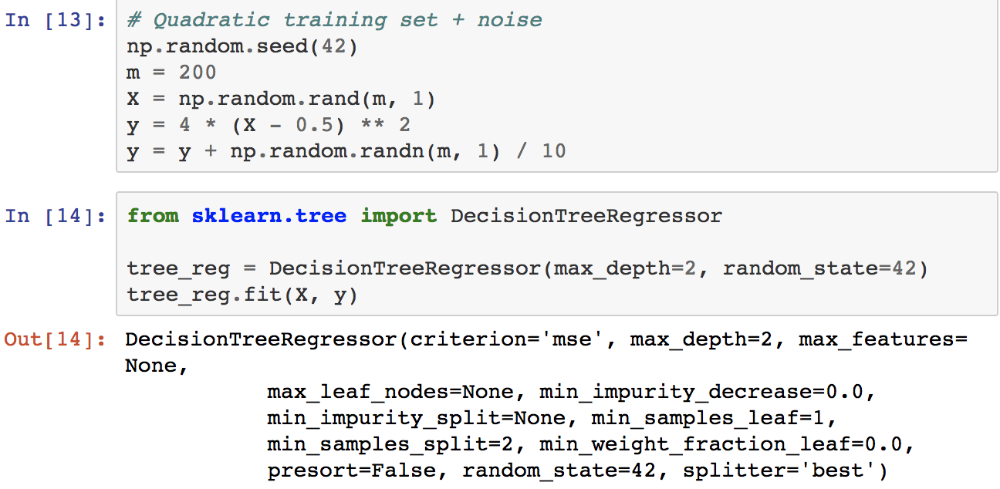 In [13]: # Quadratic training set + noise
np.random.seed(42)
m = 200
X = np.random.rand(m, 1)
y = 4 * (X - 0.5) ** 2
y = y + np.random.randn(m, 1) / 10
In [14]: from sklearn.tree import DecisionTreeRegressor
tree_reg = DecisionTreeRegressor(max_depth=2, random_state=42)
tree_reg.fit(X, y)
Out[14]: DecisionTreeRegressor(criterion='mse', max_depth=2, max_features=
None,
max_leaf_nodes=None, min_impurity_decrease=0.0,
min_impurity_split=None, min_samples_leaf=1,
min_samples_split=2, min_weight_fraction_leaf=0.0,
presort=False, random_state=42, splitter='best')